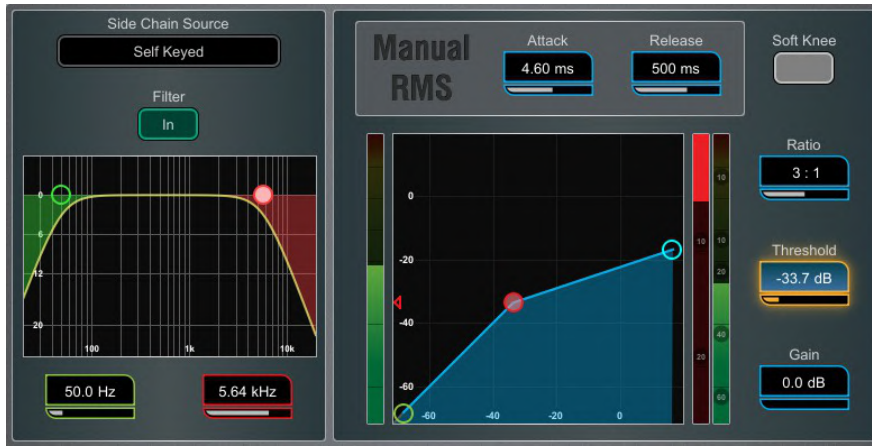 Side Chain Source
Self Keyed
Filter
In
0
6
12
20
100 1k 10k
50.0 Hz 5.64 kHz
Manual
RMS
Attack Release
4.60 ms 500 ms
Soft Knee
0
-20
-40
-60
-60 -40 -20 0
10
20
10
10
20
40
60
Ratio
3 : 1
Threshold
-33.7 dB
Gain
0.0 dB